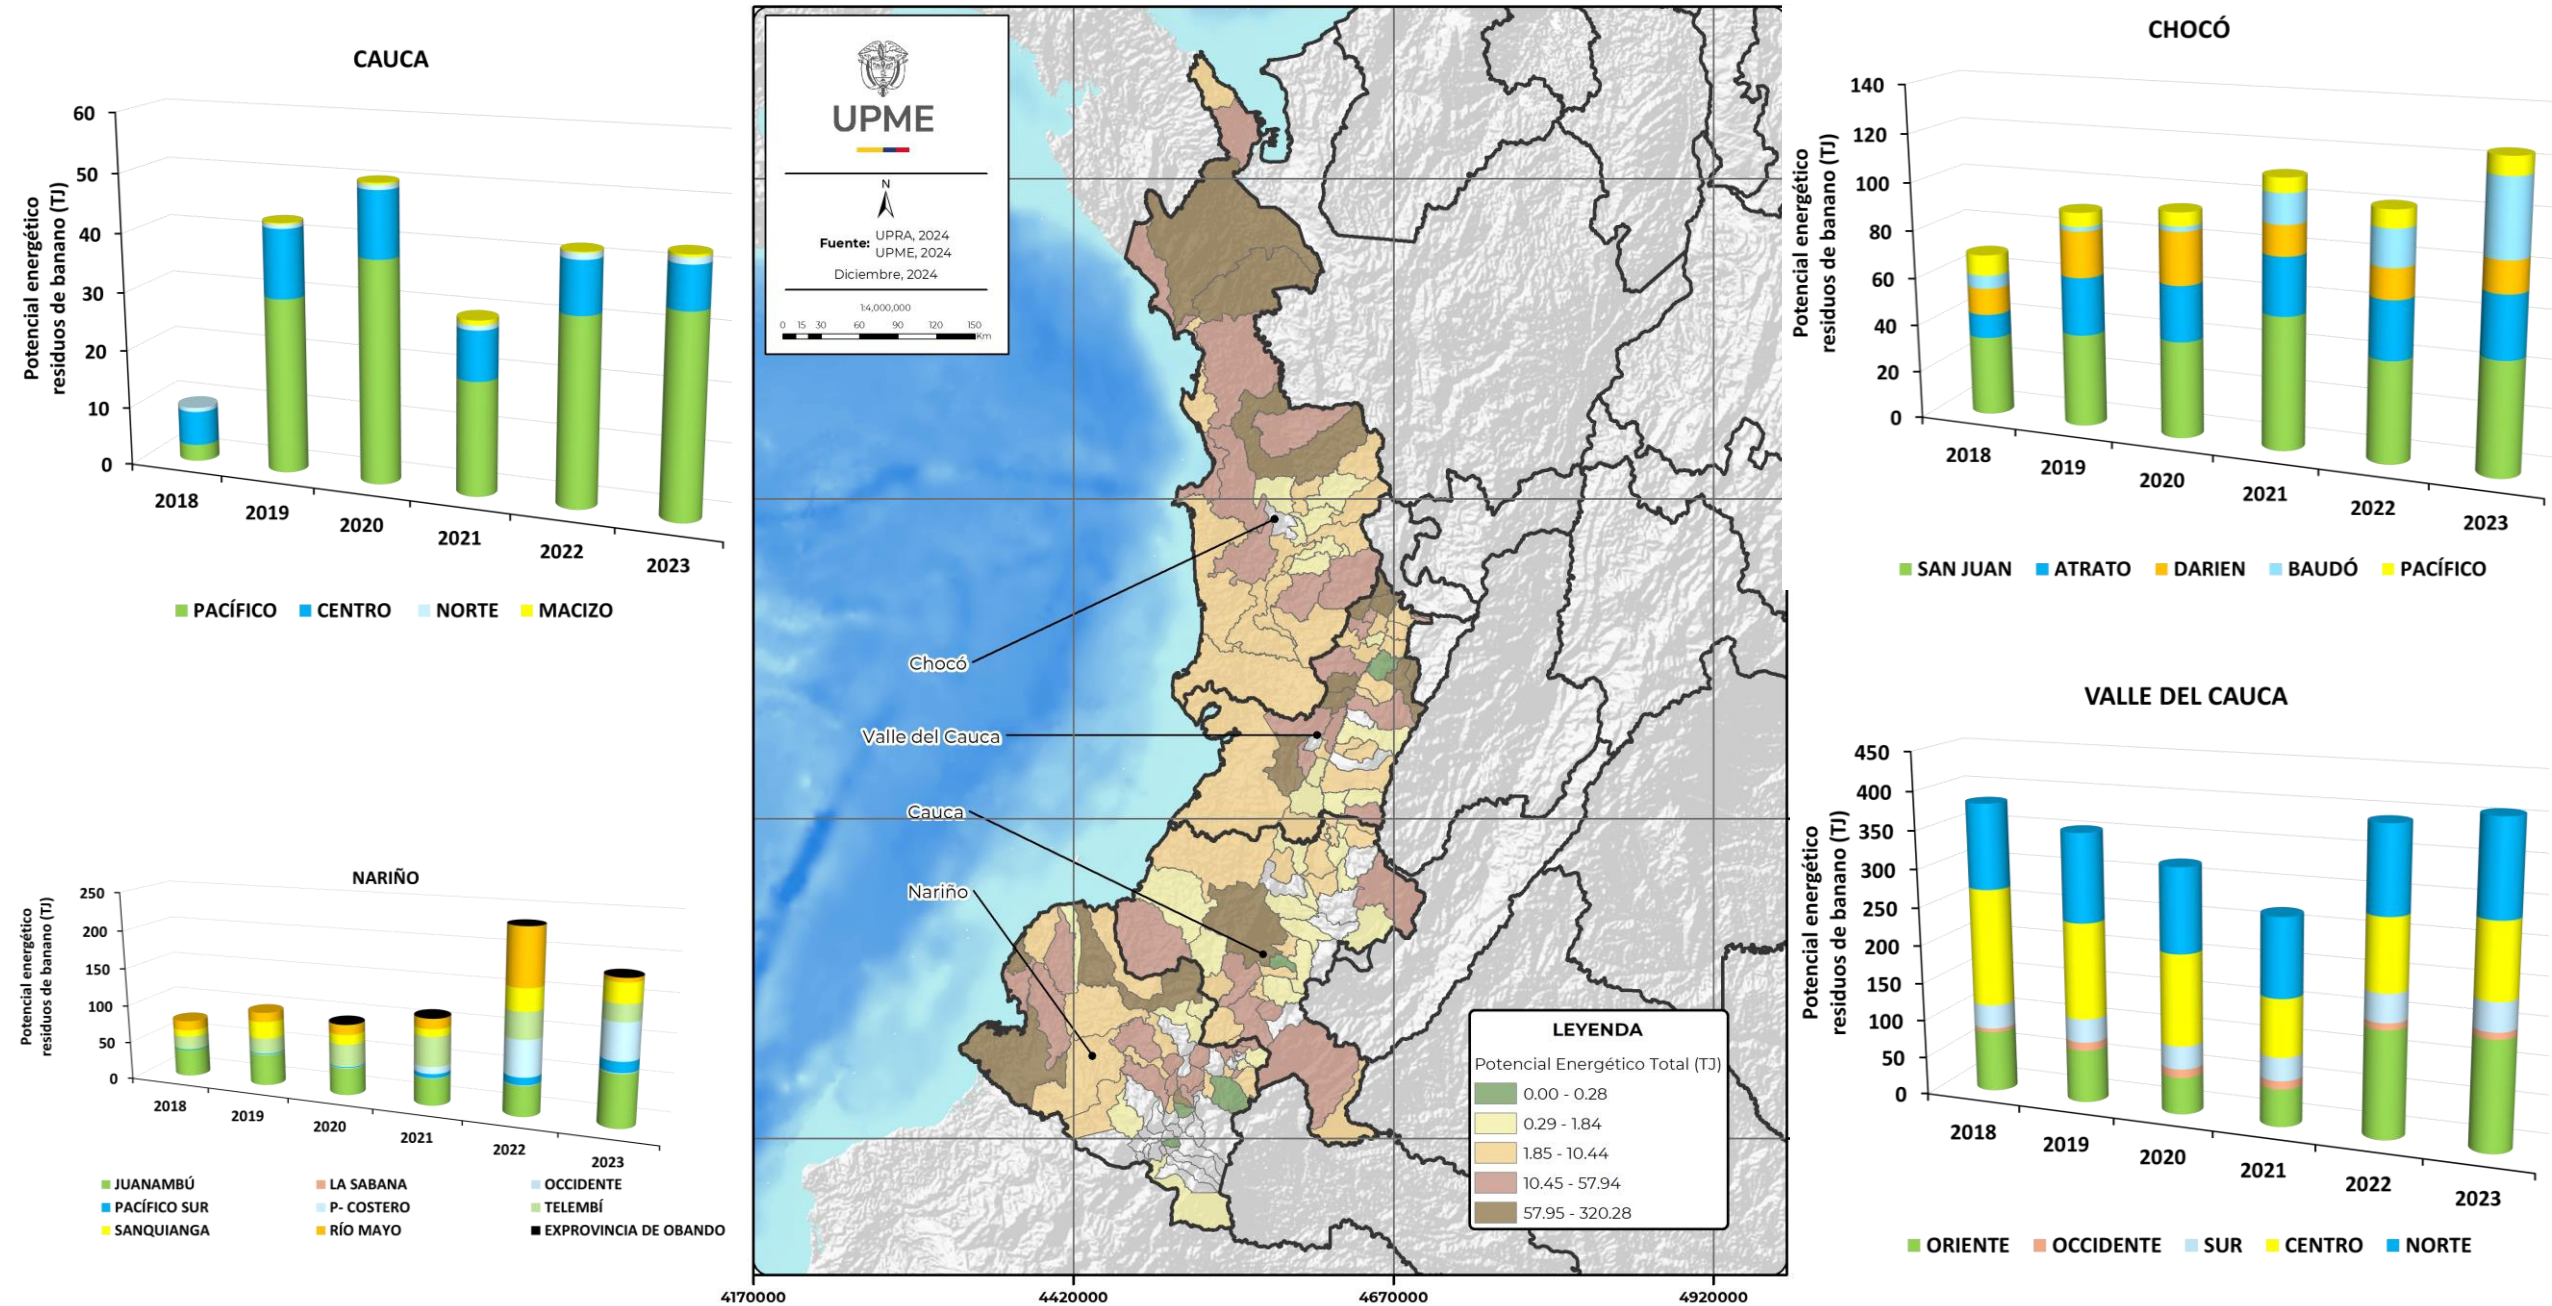 CAUCA
Potencial energético
residuos de banano (TJ)
60
50
40
30
20
10
0
2018
2019
2020
2021
2022
2023
PACÍFICO CENTRO NORTE MACIZO
NARIÑO
Potencial energético
residuos de banano (TJ)
250
200
150
100
50
0
2018
2019
2020
2021
2022
2023
JUANAMBÚ LA SABANA OCCIDENTE
PACÍFICO SUR P- COSTERO TELEMBÍ
SANQUIANGA RÍO MAYO EXPROVINCIA DE OBANDO
UPME
N
Fuente: UPRA, 2024
UPME, 2024
Diciembre, 2024
1:4,000,000
0 15 30 60 90 120 150
Km
Chocó
Valle del Cauca
Cauca
Nariño
LEYENDA
Potencial Energético Total (TJ)
0.00 - 0.28
0.29 - 1.84
1.85 - 10.44
10.45 - 57.94
57.95 - 320.28
4170000 4420000 4670000 4920000
CHOCÓ
Potencial energético
residuos de banano (TJ)
140
120
100
80
60
40
20
0
2018
2019
2020
2021
2022
2023
SAN JUAN ATRATO DARIEN BAUDÓ PACÍFICO
VALLE DEL CAUCA
Potencial energético
residuos de banano (TJ)
450
400
350
300
250
200
150
100
50
0
2018
2019
2020
2021
2022
2023
ORIENTE OCCIDENTE SUR CENTRO NORTE